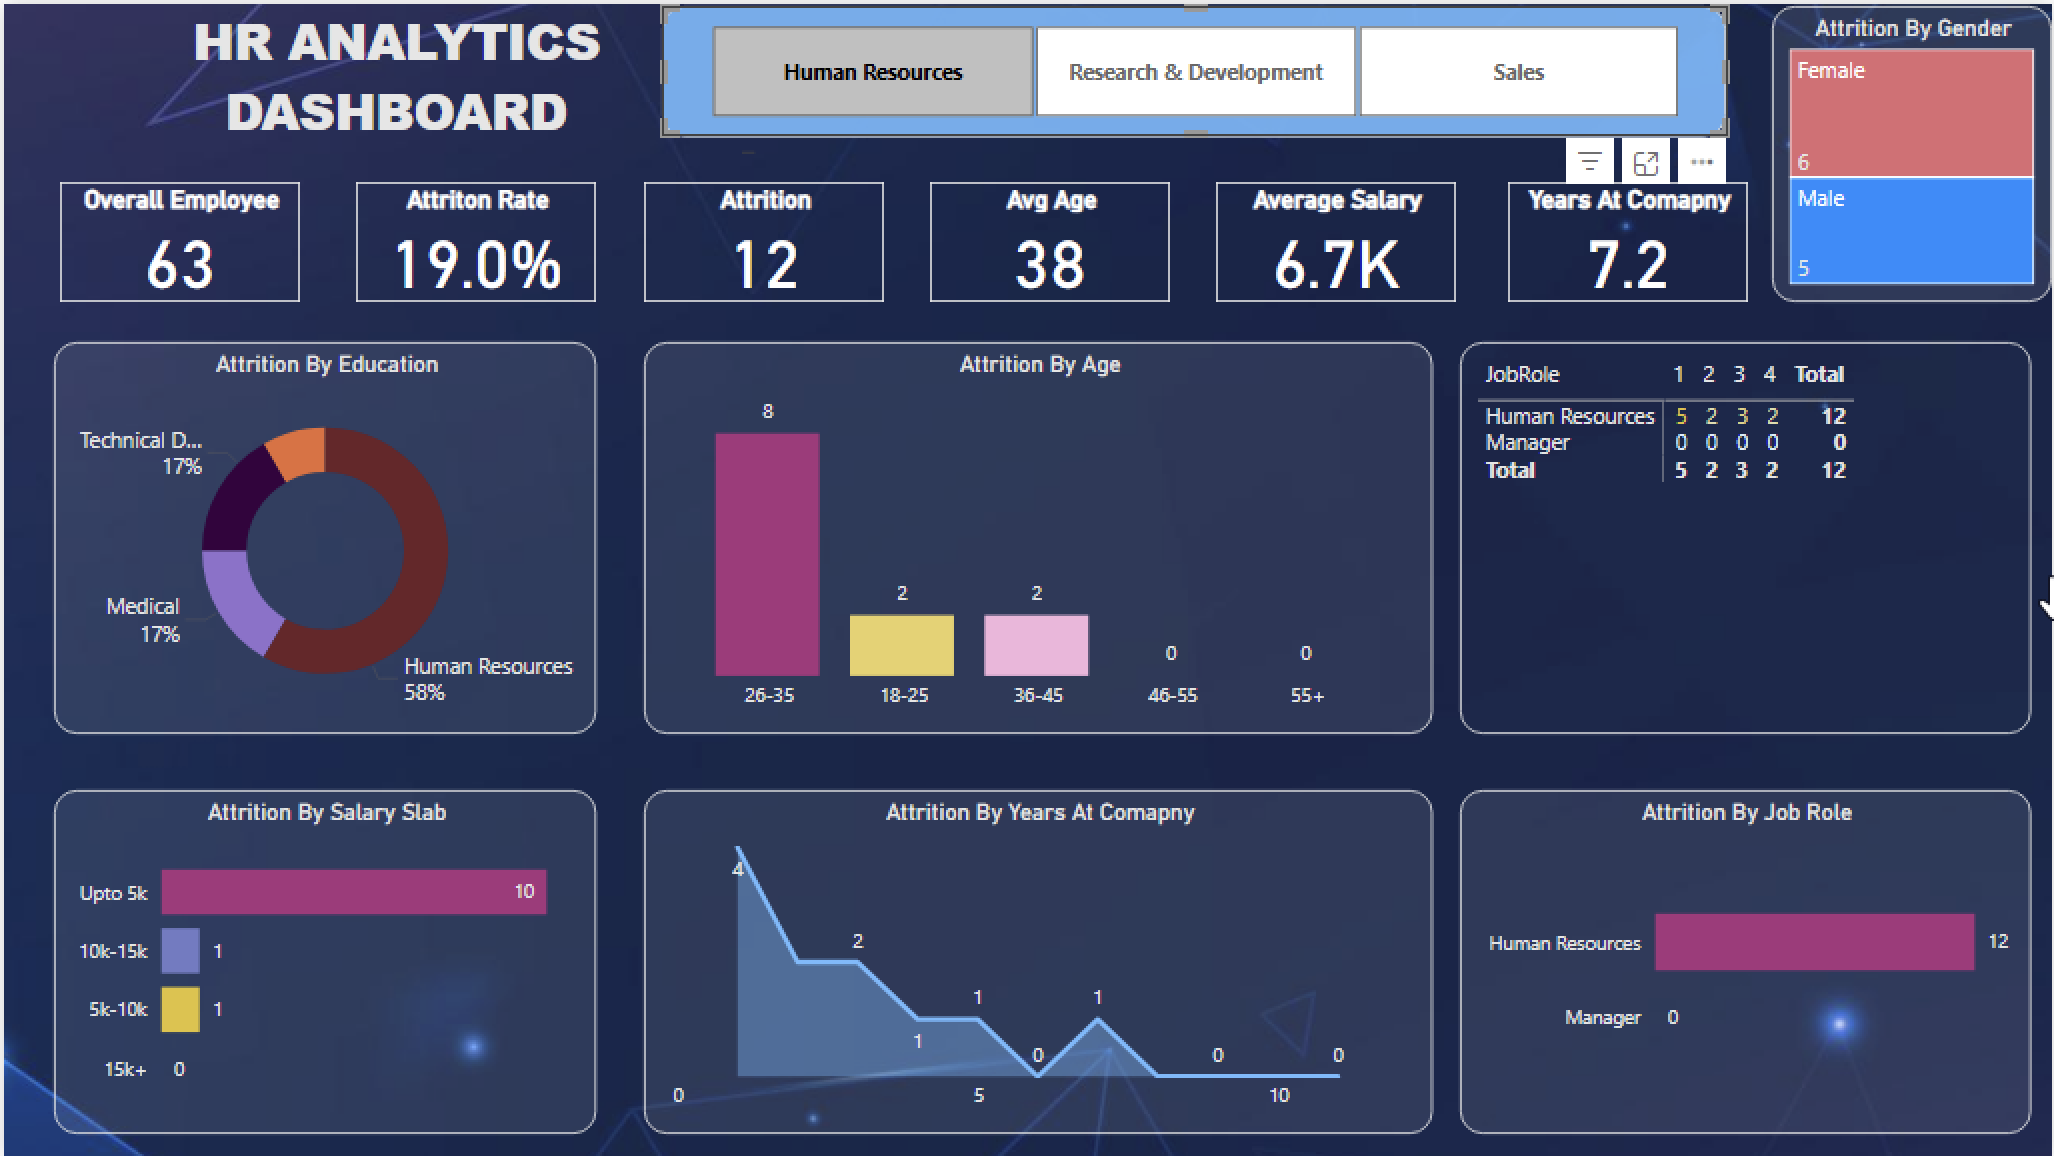 HR ANALYTICS
DASHBOARD
Human Resources
Research & Development
Sales
Attrition By Gender
Female
6
Male
5
Overall Employee
63
Attriton Rate
19.0%
Attrition
12
Avg Age
38
Average Salary
6.7K
Years At Comapny
7.2
Attrition By Education
Technical D...
17%
Medical
17%
Human Resources
58%
Attrition By Age
8
2
2
0
0
26-35
18-25
36-45
46-55
55+
JobRole 1 2 3 4 Total
Human Resources 5 2 3 2 12
Manager 0 0 0 0 0
Total 5 2 3 2 12
Attrition By Salary Slab
Upto 5k 10
10k-15k 1
5k-10k 1
15k+ 0
Attrition By Years At Comapny
4
2
1
1
0
1
0
0
0
5
10
Attrition By Job Role
Human Resources 12
Manager 0